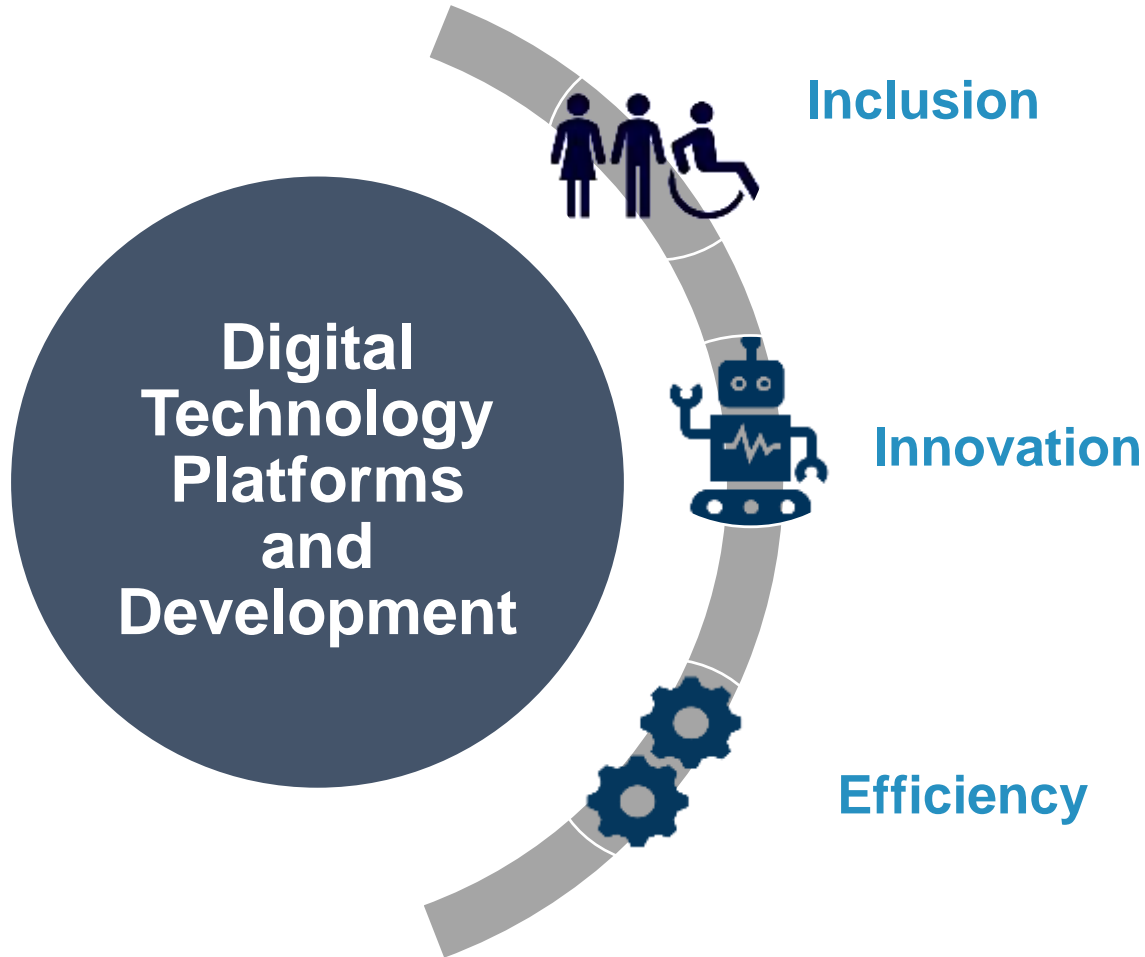 Inclusion
Digital
Technology
Platforms
and
Development
Innovation
Efficiency